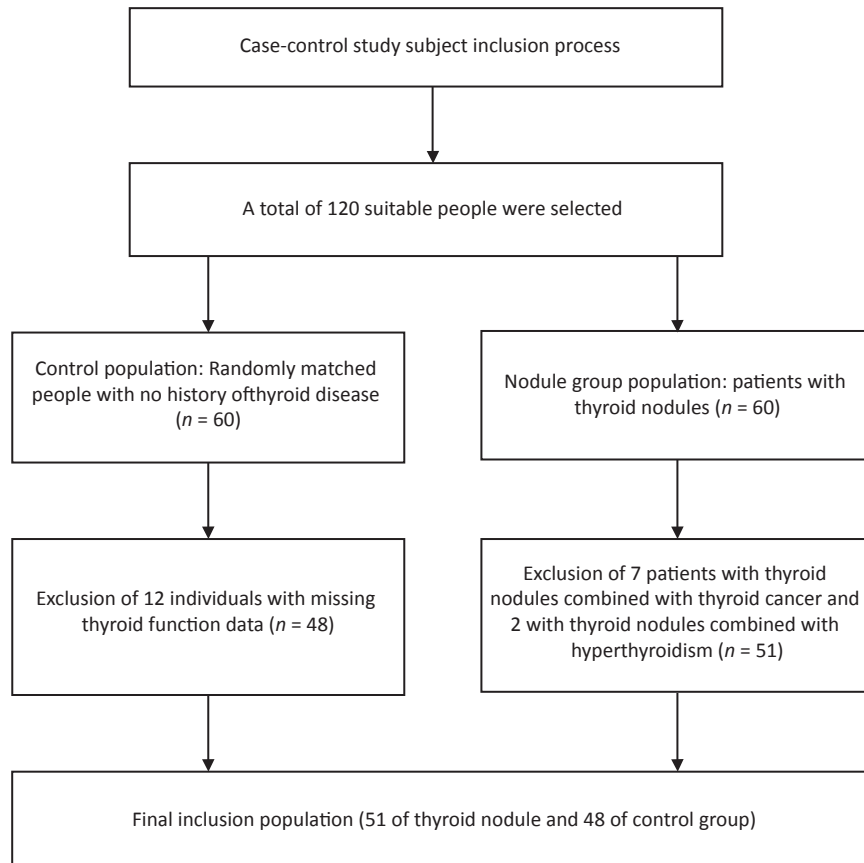 Case-control study subject inclusion process
A total of 120 suitable people were selected
Control population: Randomly matched
people with no history ofthyroid disease
(n = 60)
Nodule group population: patients with
thyroid nodules (n = 60)
Exclusion of 12 individuals with missing
thyroid function data (n = 48)
Exclusion of 7 patients with thyroid
nodules combined with thyroid cancer and
2 with thyroid nodules combined with
hyperthyroidism (n = 51)
Final inclusion population (51 of thyroid nodule and 48 of control group)